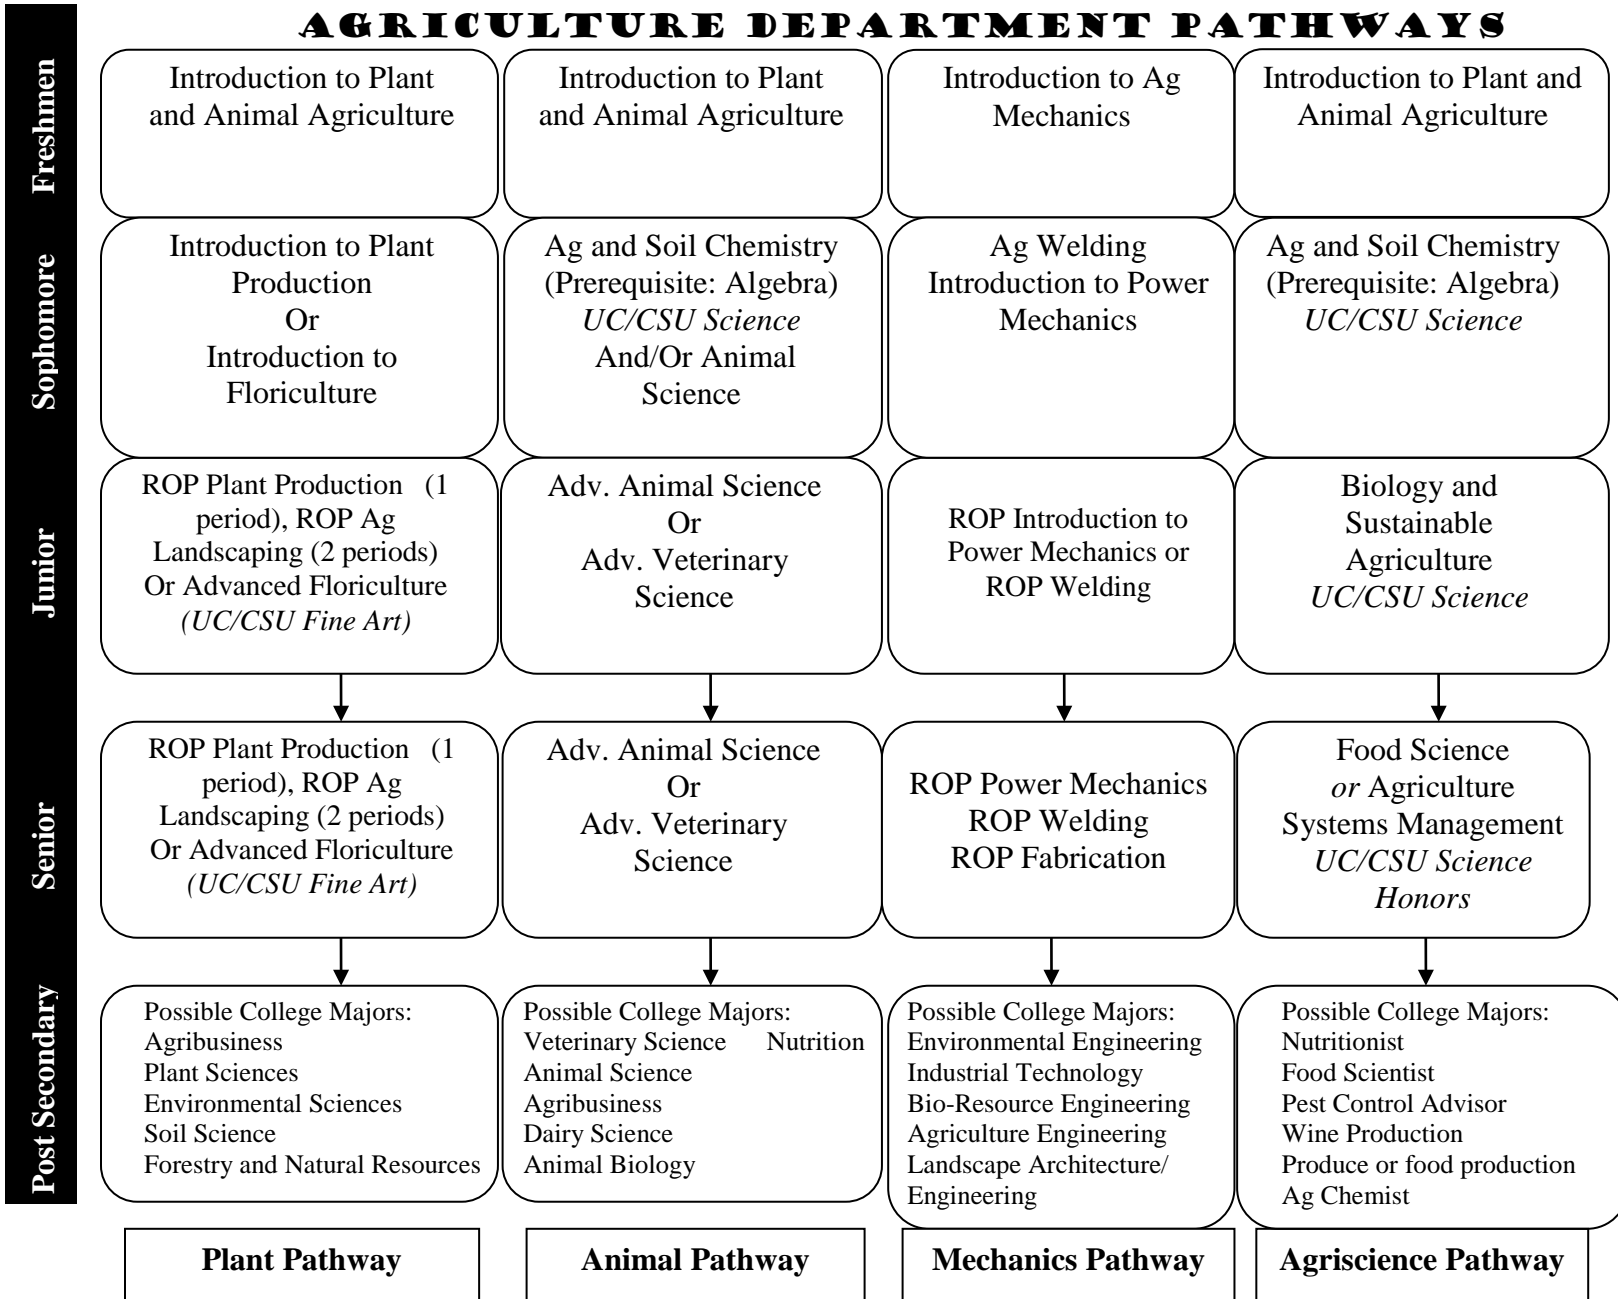 AGRICULTURE DEPARTMENT PATHWAYS
Freshmen
Introduction to Plant
and Animal Agriculture
Introduction to Plant
and Animal Agriculture
Introduction to Ag
Mechanics
Introduction to Plant and
Animal Agriculture
Sophomore
Introduction to Plant
Production
Or
Introduction to
Floriculture
Ag and Soil Chemistry
(Prerequisite: Algebra)
UC/CSU Science
And/Or Animal
Science
Ag Welding
Introduction to Power
Mechanics
Ag and Soil Chemistry
(Prerequisite: Algebra)
UC/CSU Science
Junior
ROP Plant Production (1
period), ROP Ag
Landscaping (2 periods)
Or Advanced Floriculture
(UC/CSU Fine Art)
Adv. Animal Science
Or
Adv. Veterinary
Science
ROP Introduction to
Power Mechanics or
ROP Welding
Biology and
Sustainable
Agriculture
UC/CSU Science
Senior
ROP Plant Production (1
period), ROP Ag
Landscaping (2 periods)
Or Advanced Floriculture
(UC/CSU Fine Art)
Adv. Animal Science
Or
Adv. Veterinary
Science
ROP Power Mechanics
ROP Welding
ROP Fabrication
Food Science
or Agriculture
Systems Management
UC/CSU Science
Honors
Post Secondary
Possible College Majors:
Agribusiness
Plant Sciences
Environmental Sciences
Soil Science
Forestry and Natural Resources
Possible College Majors:
Veterinary Science Nutrition
Animal Science
Agribusiness
Dairy Science
Animal Biology
Possible College Majors:
Environmental Engineering
Industrial Technology
Bio-Resource Engineering
Agriculture Engineering
Landscape Architecture/
Engineering
Possible College Majors:
Nutritionist
Food Scientist
Pest Control Advisor
Wine Production
Produce or food production
Ag Chemist
Plant Pathway
Animal Pathway
Mechanics Pathway
Agriscience Pathway